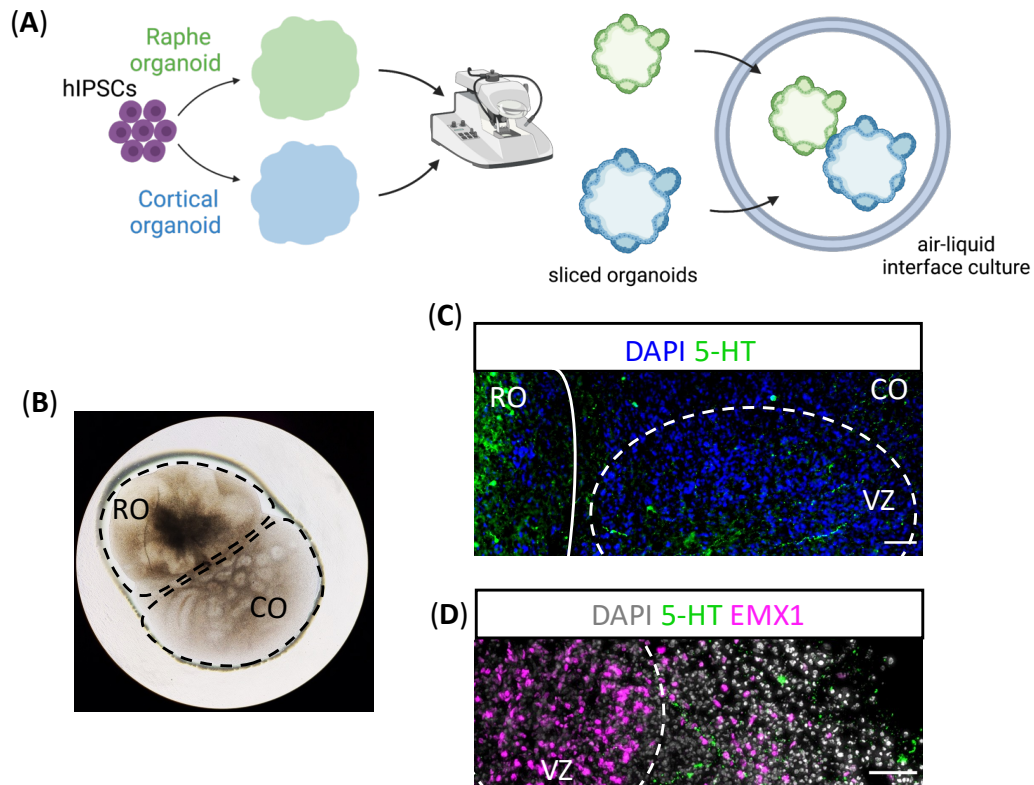 (A)
Raphe
organoid
hIPSCs
Cortical
organoid
sliced organoids
air-liquid
interface culture
(B)
RO
CO
(C)
DAPI 5-HT
RO
CO
VZ
(D)
DAPI 5-HT EMX1
VZ